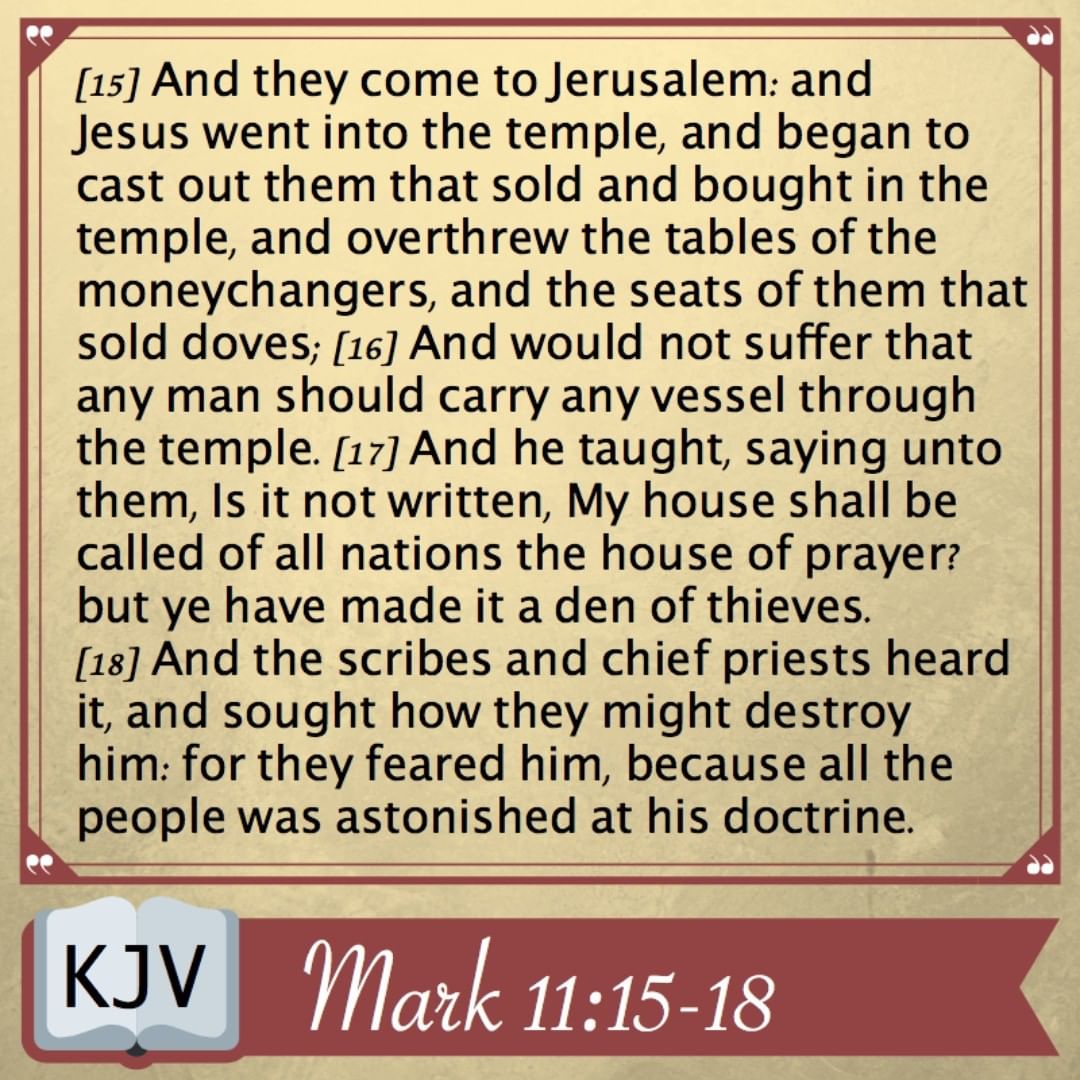 [15] And they come to Jerusalem: and
Jesus went into the temple, and began to
cast out them that sold and bought in the
temple, and overthrew the tables of the
moneychangers, and the seats of them that
sold doves; [16] And would not suffer that
any man should carry any vessel through
the temple. [17] And he taught, saying unto
them, Is it not written, My house shall be
called of all nations the house of prayer?
but ye have made it a den of thieves.
[18] And the scribes and chief priests heard
it, and sought how they might destroy
him: for they feared him, because all the
people was astonished at his doctrine.
KJV
Mark 11:15-18